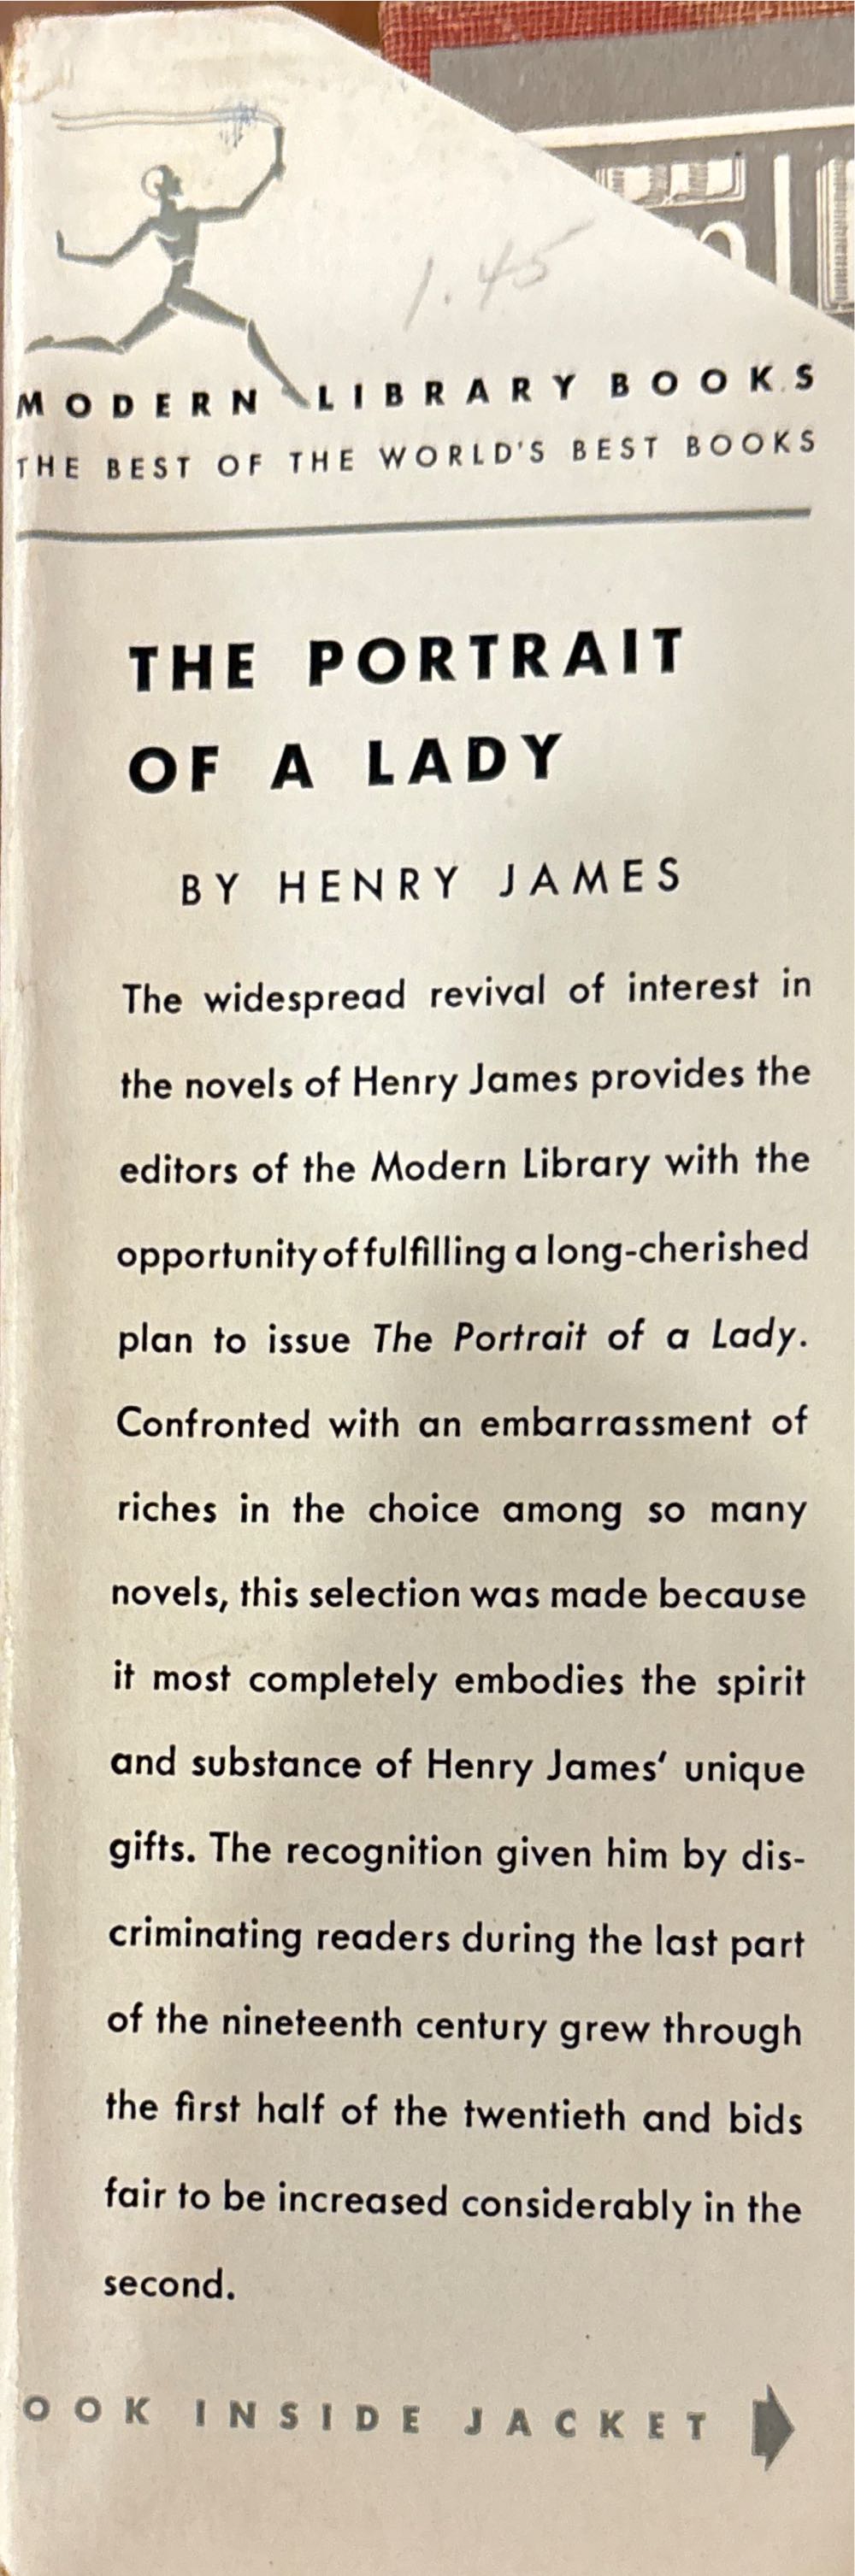 1.45
MODERN LIBRARY BOOKS
THE BEST OF THE WORLD'S BEST BOOKS
THE PORTRAIT
OF A LADY
BY HENRY JAMES
The widespread revival of interest in
the novels of Henry James provides the
editors of the Modern Library with the
opportunity of fulfilling a long-cherished
plan to issue The Portrait of a Lady.
Confronted with an embarrassment of
riches in the choice among so many
novels, this selection was made because
it most completely embodies the spirit
and substance of Henry James' unique
gifts. The recognition given him by dis-
criminating readers during the last part
of the nineteenth century grew through
the first half of the twentieth and bids
fair to be increased considerably in the
second.
OOK INSIDE JACKET